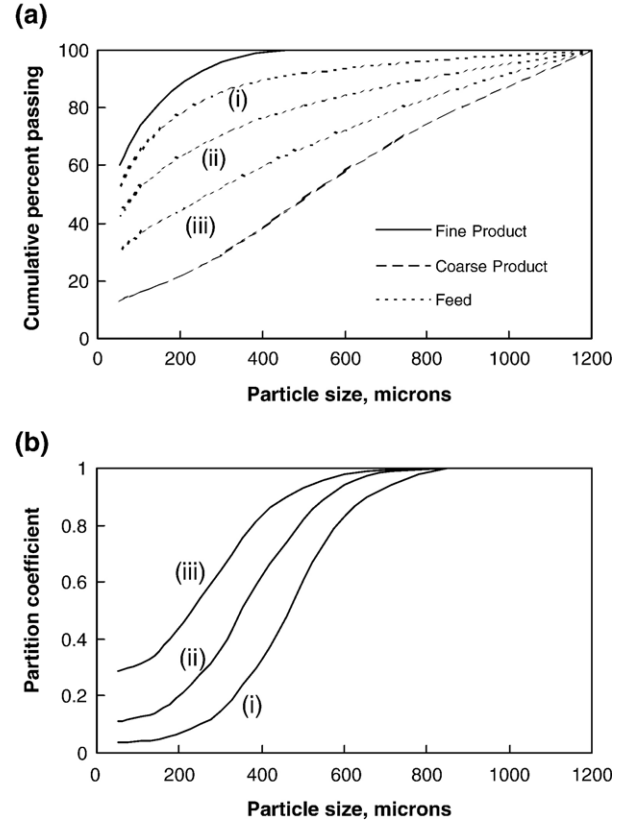 (a)
Cumulative percent passing
100
80
60
40
20
0
(i)
(ii)
(iii)
Fine Product
Coarse Product
Feed
0 200 400 600 800 1000 1200
Particle size, microns
(b)
Partition coefficient
1
0.8
0.6
0.4
0.2
0
(iii)
(ii)
(i)
0 200 400 600 800 1000 1200
Particle size, microns